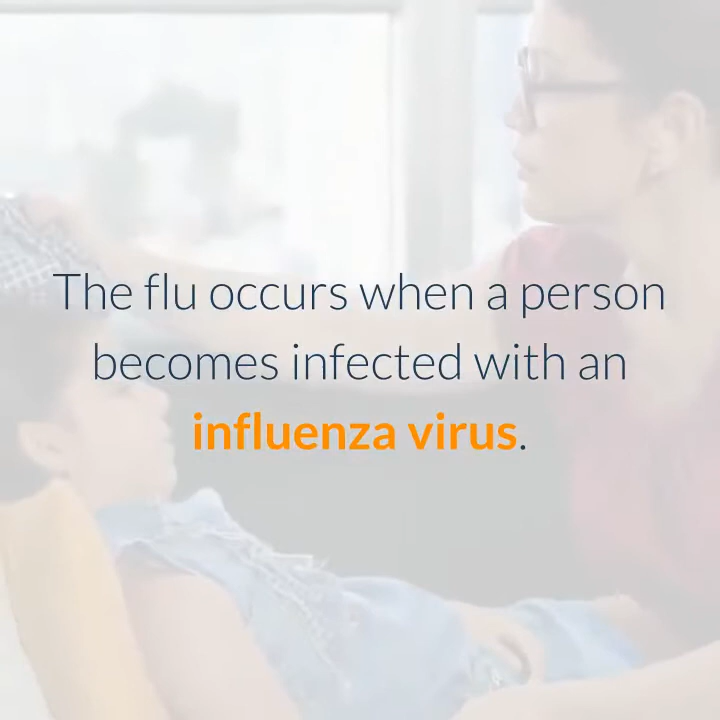 The flu occurs when a person
becomes infected with an
influenza virus.